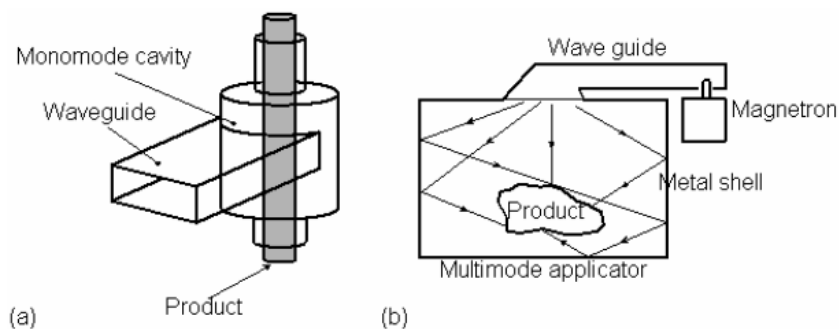 Monomode cavity
Waveguide
Product
(a)
Wave guide
Magnetron
Metal shell
Product
Multimode applicator
(b)